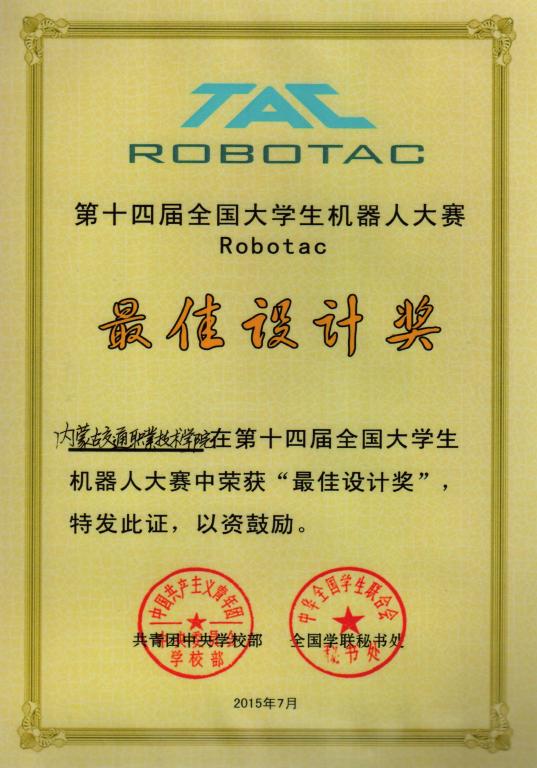 TAC
ROBOTAC
第十四届全国大学生机器人大赛
Robotac
最佳设计奖
内蒙古交通职业技术学院在第十四届全国大学生
机器人大赛中荣获“最佳设计奖”，
特发此证，以资鼓励。
中国共产主义青年团
中央委员会
学校部
共青团中央学校部
中华全国学生联合会
秘书处
全国学联秘书处
2015年7月